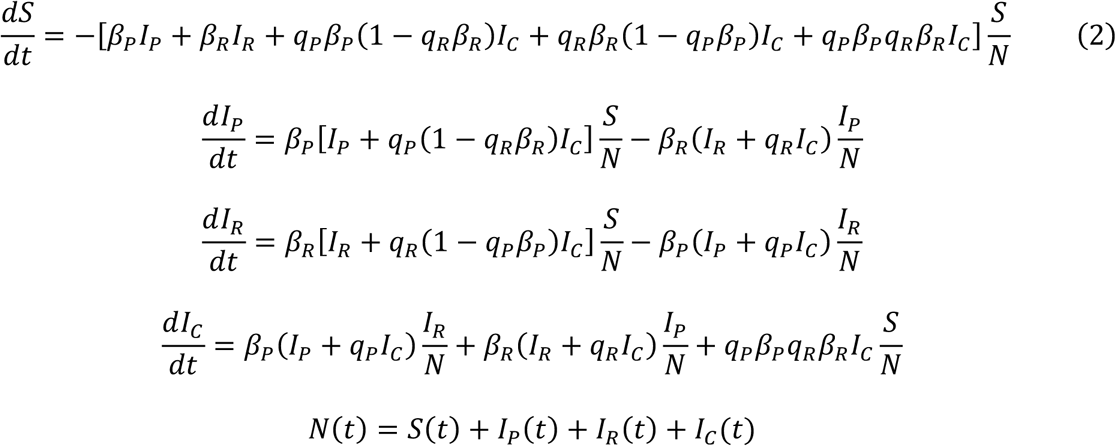 dS/dt = −[β_P I_P + β_R I_R + q_P β_P (1 − q_R β_R) I_C + q_R β_R (1 − q_P β_P) I_C + q_P β_P q_R β_R I_C] S/N (2)
dI_P/dt = β_P [I_P + q_P (1 − q_R β_R) I_C] S/N − β_R (I_R + q_R I_C) I_P/N
dI_R/dt = β_R [I_R + q_R (1 − q_P β_P) I_C] S/N − β_P (I_P + q_P I_C) I_R/N
dI_C/dt = β_P (I_P + q_P I_C) I_R/N + β_R (I_R + q_R I_C) I_P/N + q_P β_P q_R β_R I_C S/N
N(t) = S(t) + I_P(t) + I_R(t) + I_C(t)